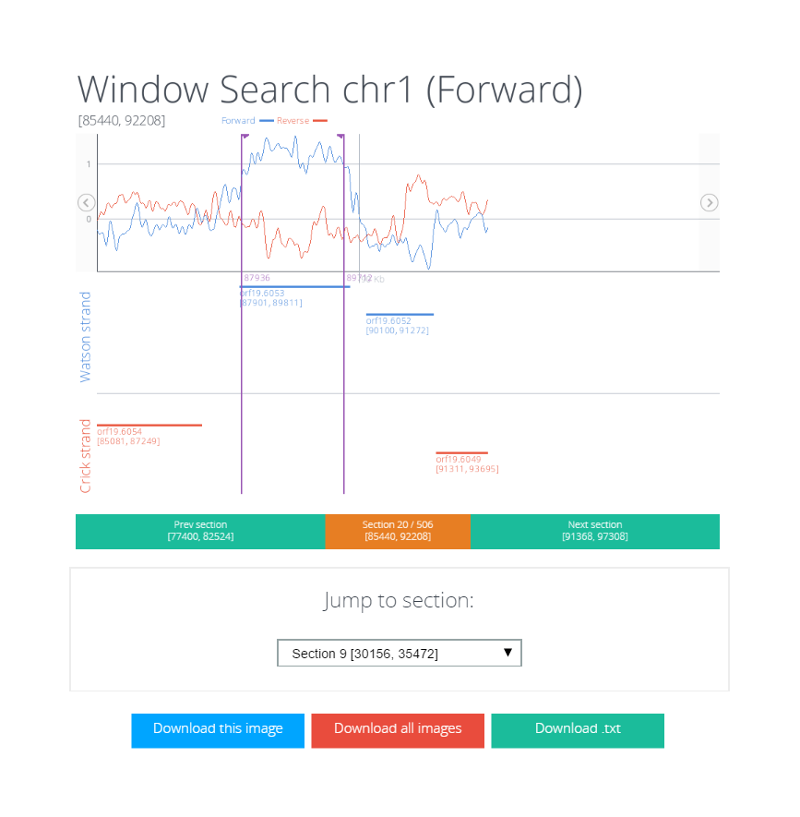 Window Search chr1 (Forward)
[85440, 92208]
Forward
Reverse
1
0
87936
orf19.6053
[87901, 89811]
orf19.6052
[90100, 91272]
Watson strand
Crick strand
orf19.6054
[85081, 87249]
orf19.6049
[91311, 93695]
Prev section
[77400, 82524]
Section 20 / 506
[85440, 92208]
Next section
[91368, 97308]
Jump to section:
Section 9 [30156, 35472]
Download this image
Download all images
Download .txt